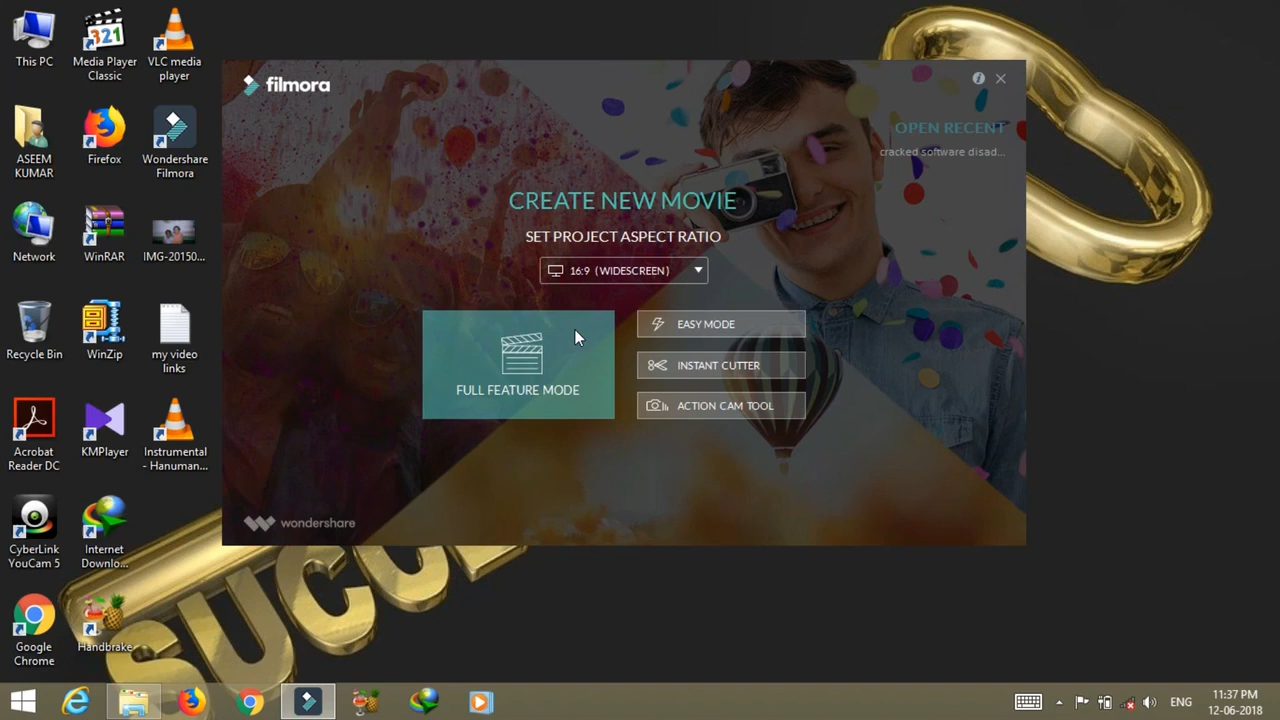 This PC
Media Player
Classic
VLC media
player
ASEEM
KUMAR
Firefox
Wondershare
Filmora
Network
WinRAR
IMG-20150...
Recycle Bin
WinZip
my video
links
Acrobat
Reader DC
KMPlayer
Instrumental
- Hanuman...
CyberLink
YouCam 5
Internet
Downlo...
Google
Chrome
Handbrake
filmora
OPEN RECENT
cracked software disad...
CREATE NEW MOVIE
SET PROJECT ASPECT RATIO
16:9 (WIDESCREEN)
FULL FEATURE MODE
EASY MODE
INSTANT CUTTER
ACTION CAM TOOL
wondershare
SUCCE
321
ENG
11:37 PM
12-06-2018